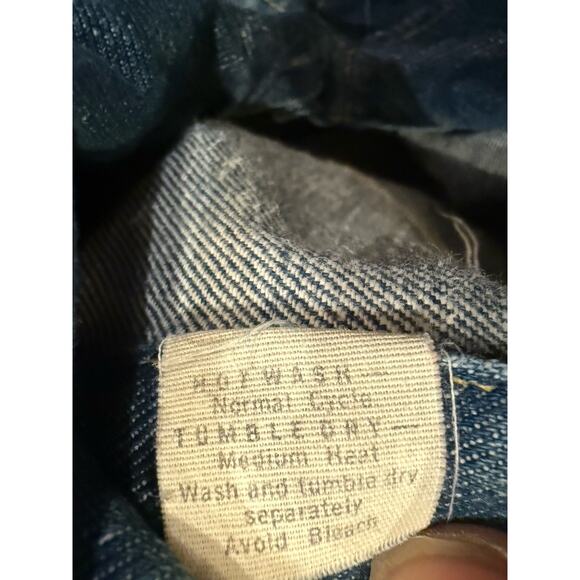 HOT WASH —
Normal Cycle
TUMBLE DRY —
Medium Heat
Wash and tumble dry
separately
Avoid Bleach